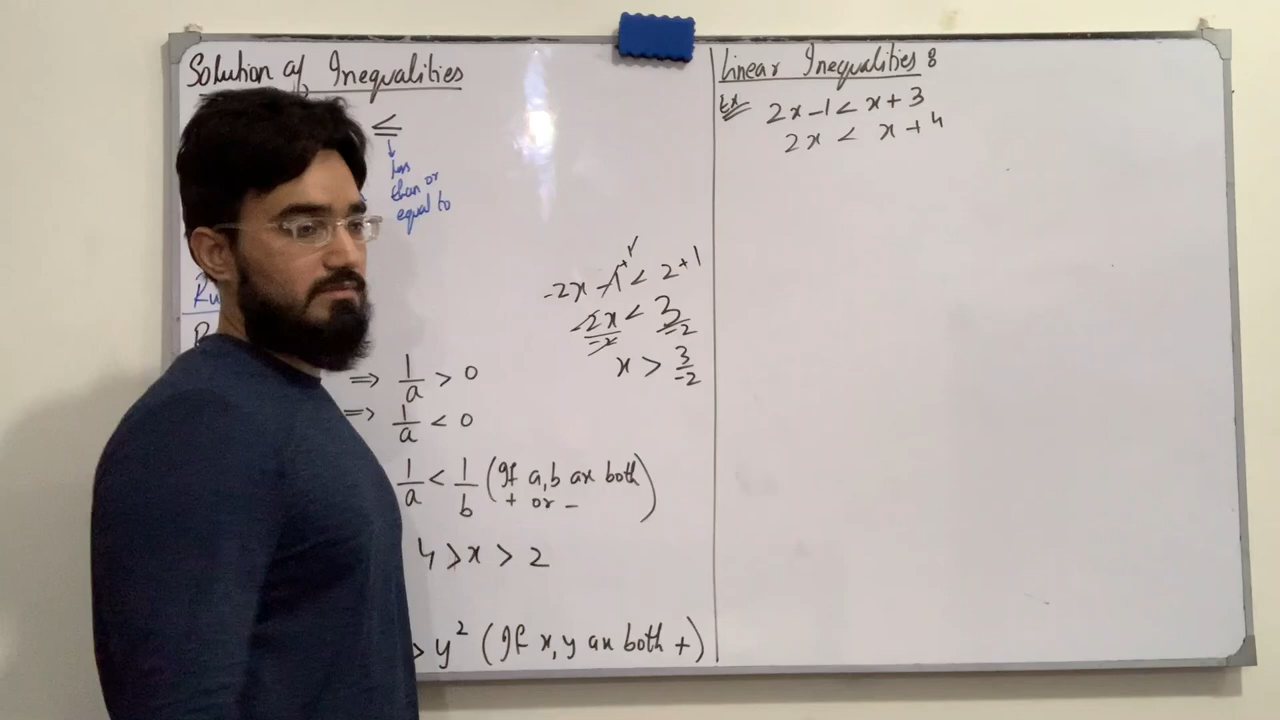 Solution of Inequalities
≤
↓
less
than or
equal to
-2x -1 +1 < 2 +1
-2x/-2 < 3/-2
x > 3/-2
⇒ 1/a > 0
⇒ 1/a < 0
1/a < 1/b (If a,b are both
+ or -)
4 > x > 2
> y² (If x,y are both +)
Linear Inequalities :
Ex 2x-1 < x+3
2x < x+4